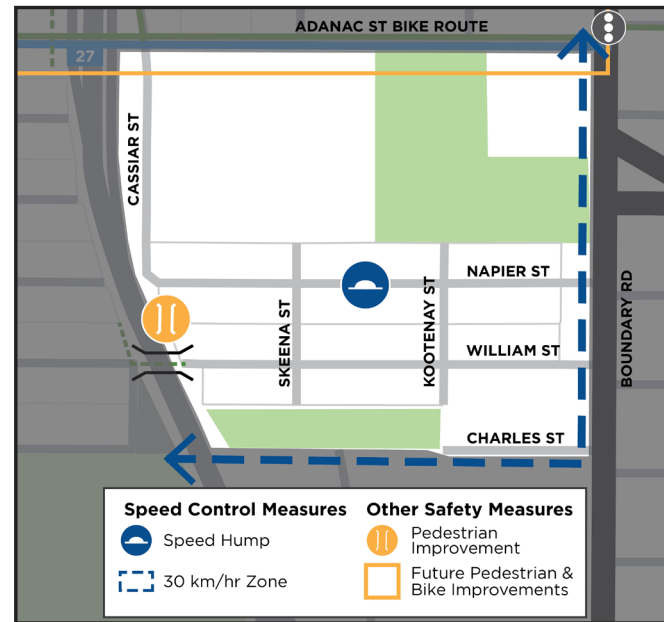 ADANAC ST BIKE ROUTE
27
CASSIAR ST
NAPIER ST
SKEENA ST
KOOTENAY ST
BOUNDARY RD
WILLIAM ST
CHARLES ST
Speed Control Measures
Speed Hump
30 km/hr Zone
Other Safety Measures
Pedestrian
Improvement
Future Pedestrian &
Bike Improvements